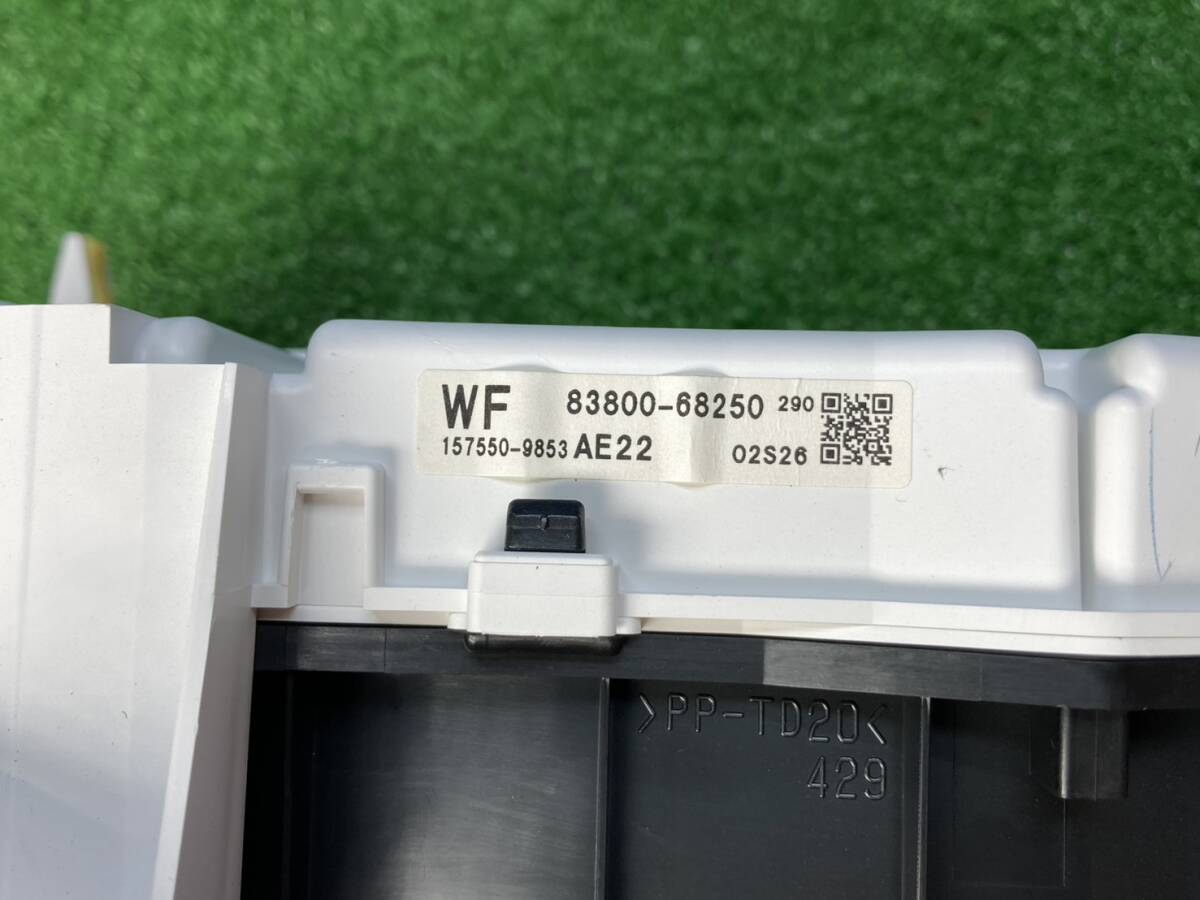 WF 83800-68250 290
157550-9853 AE22 02S26
>PP-TD20<
429